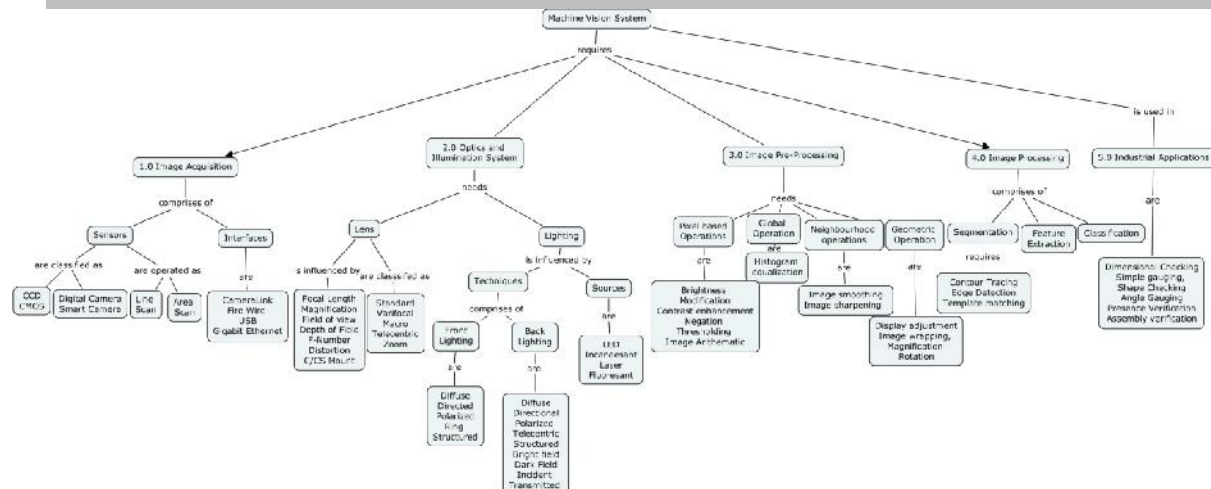 Machine Vision System
requires
is used in
1.0 Image Acquisition
2.0 Optics and
Illumination System
3.0 Image Pre-Processing
4.0 Image Processing
5.0 Industrial Applications
comprises of
needs
needs
comprises of
are
Sensors
Interfaces
Lens
Lighting
Pixel based
Operations
Global
Operation
Neighbourhood
operations
Geometric
Operation
Segmentation
Feature
Extraction
Classification
are classified as
are operated as
are
is influenced by
are classifed as
is influenced by
are
are
are
are
requires
CCD
CMOS
Digital Camera
Smart Camera
Line
Scan
Area
Scan
CameraLink
Fire Wire
USB
Gigabit Ethernet
Focal Length
Magnification
Field of view
Depth of Field
F-Number
Distortion
C/CS Mount
Standard
Varifocal
Macro
Telecentric
Zoom
Techniques
Sources
comprises of
are
Front
Lighting
Back
Lighting
are
are
LED
Incandesant
Laser
Fluoresant
Diffuse
Directed
Polarized
Ring
Structured
Diffuse
Directional
Polarized
Telecentric
Structured
Bright field
Dark Field
Incident
Transmitted
Brightness
Modification
Contrast enhancement
Negation
Thresholding
Image Arithematic
Histogram
equalization
Image smoothing
Image sharpening
Display adjustment
Image wrapping,
Magnification
Rotation
Contour Tracing
Edge Detection
Template matching
Dimensional Checking
Simple gauging,
Shape Checking
Angle Gauging
Presence Verification
Assembly verification